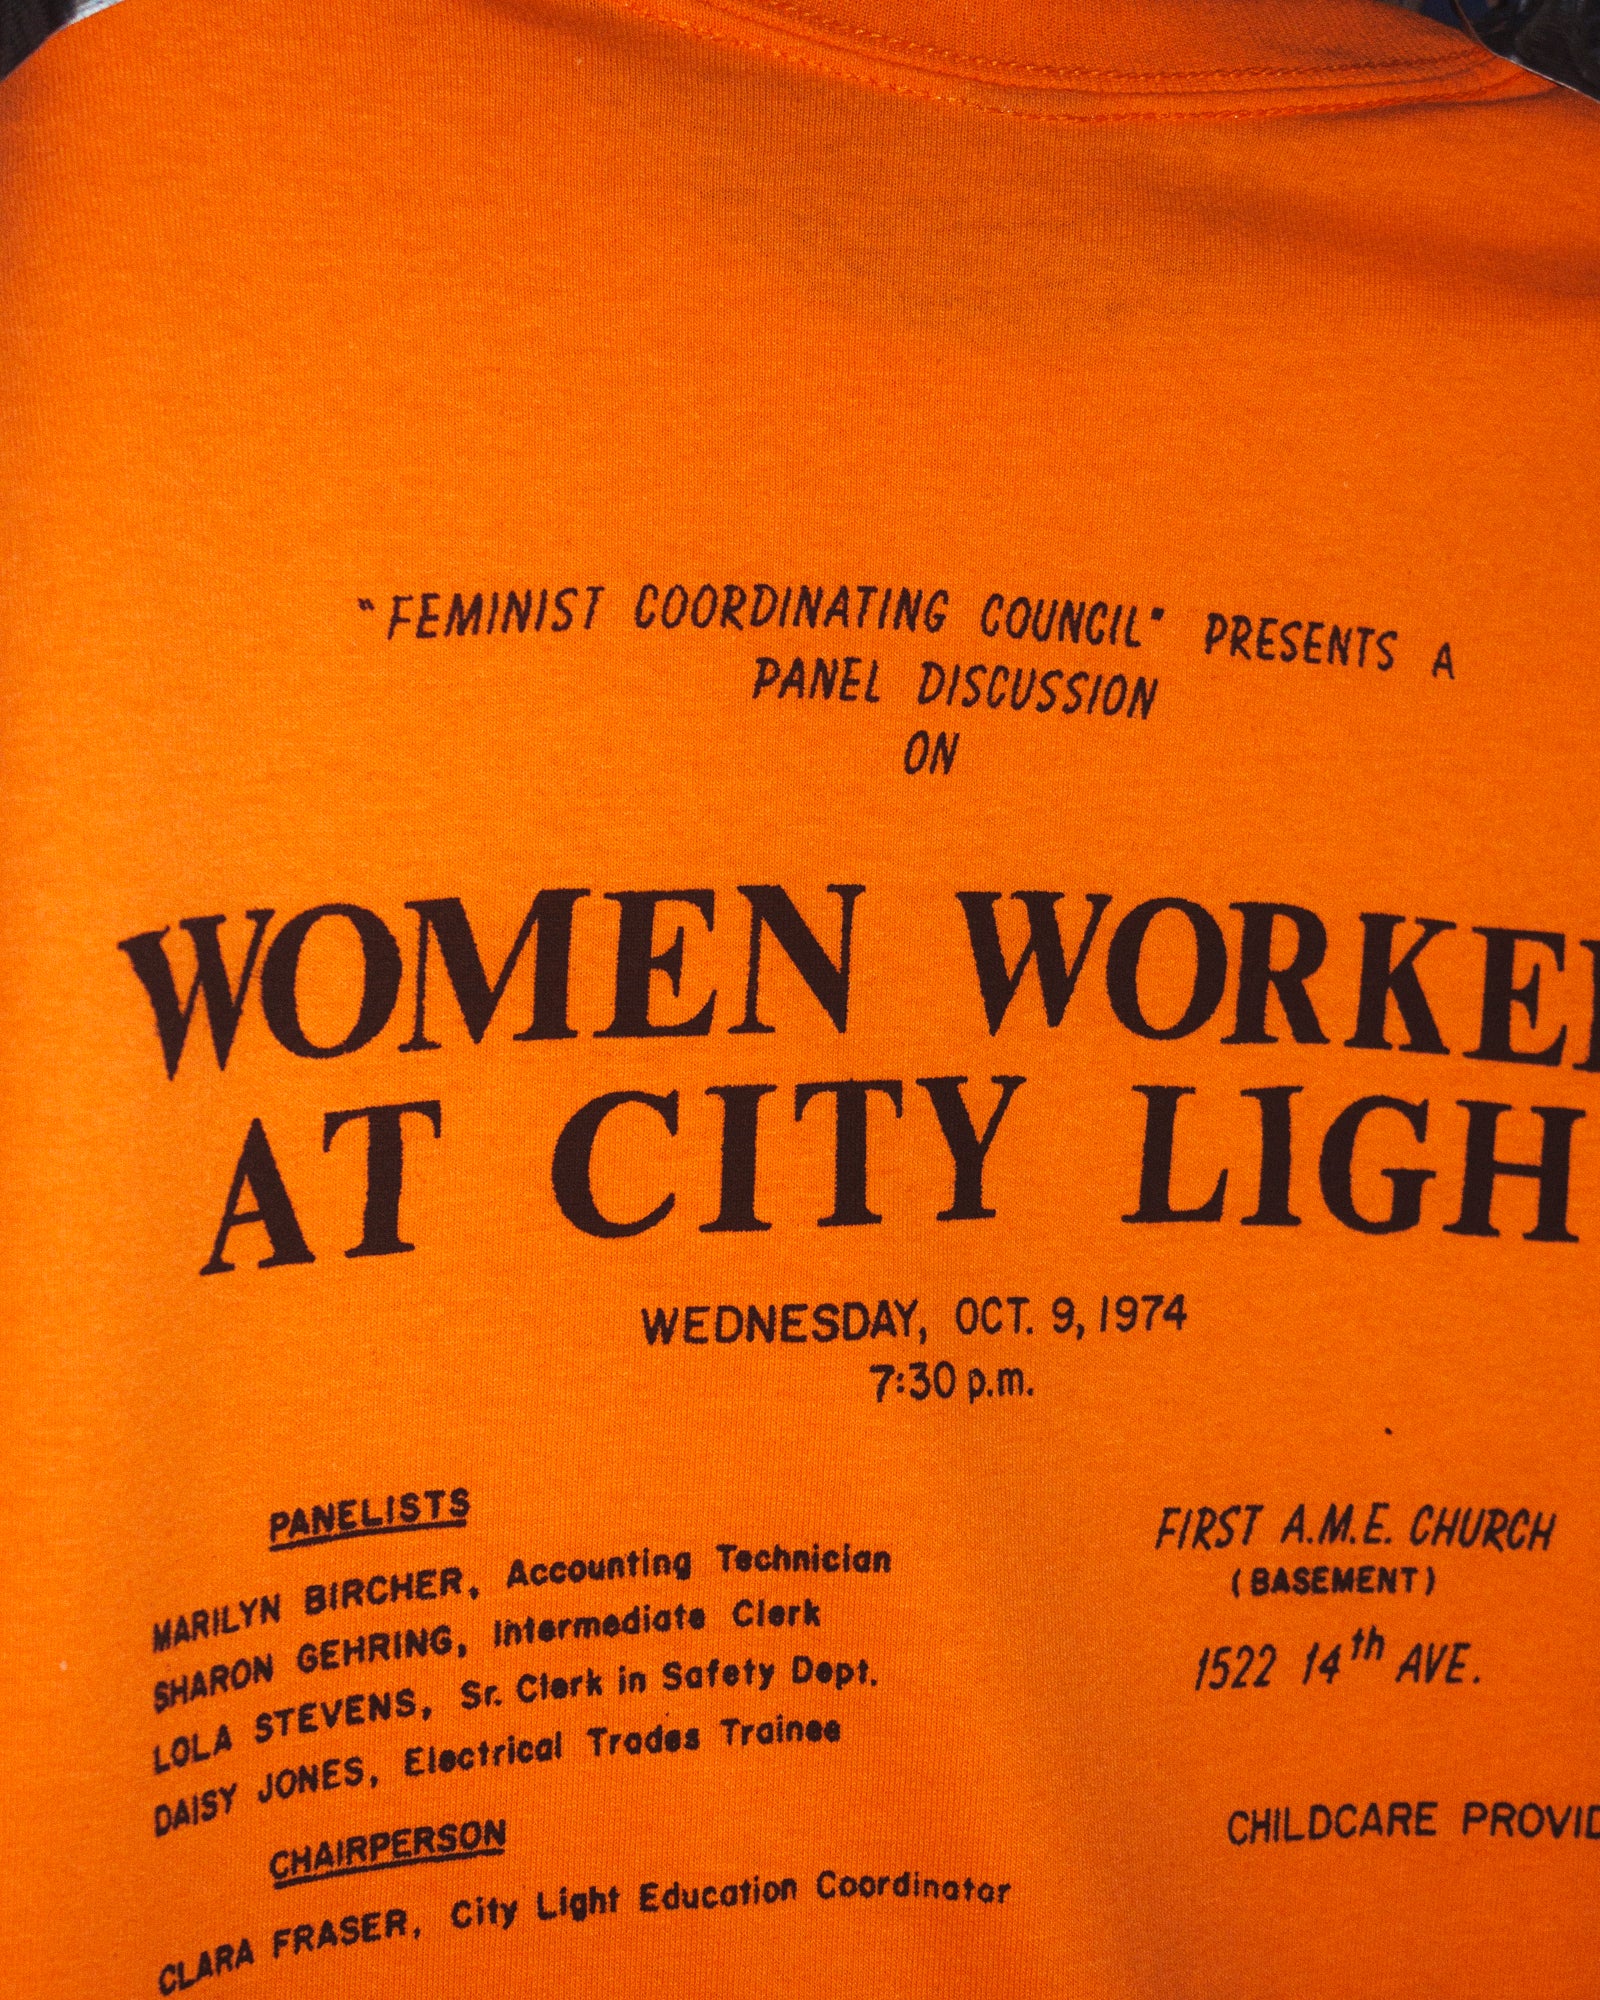 "FEMINIST COORDINATING COUNCIL" PRESENTS A
PANEL DISCUSSION
ON
WOMEN WORKE
AT CITY LIGH
WEDNESDAY, OCT. 9, 1974
7:30 p.m.
PANELISTS
MARILYN BIRCHER, Accounting Technician
SHARON GEHRING, Intermediate Clerk
LOLA STEVENS, Sr. Clerk in Safety Dept.
DAISY JONES, Electrical Trades Trainee
CHAIRPERSON
CLARA FRASER, City Light Education Coordinator
FIRST A.M.E. CHURCH
(BASEMENT)
1522 14th AVE.
CHILDCARE PROVID